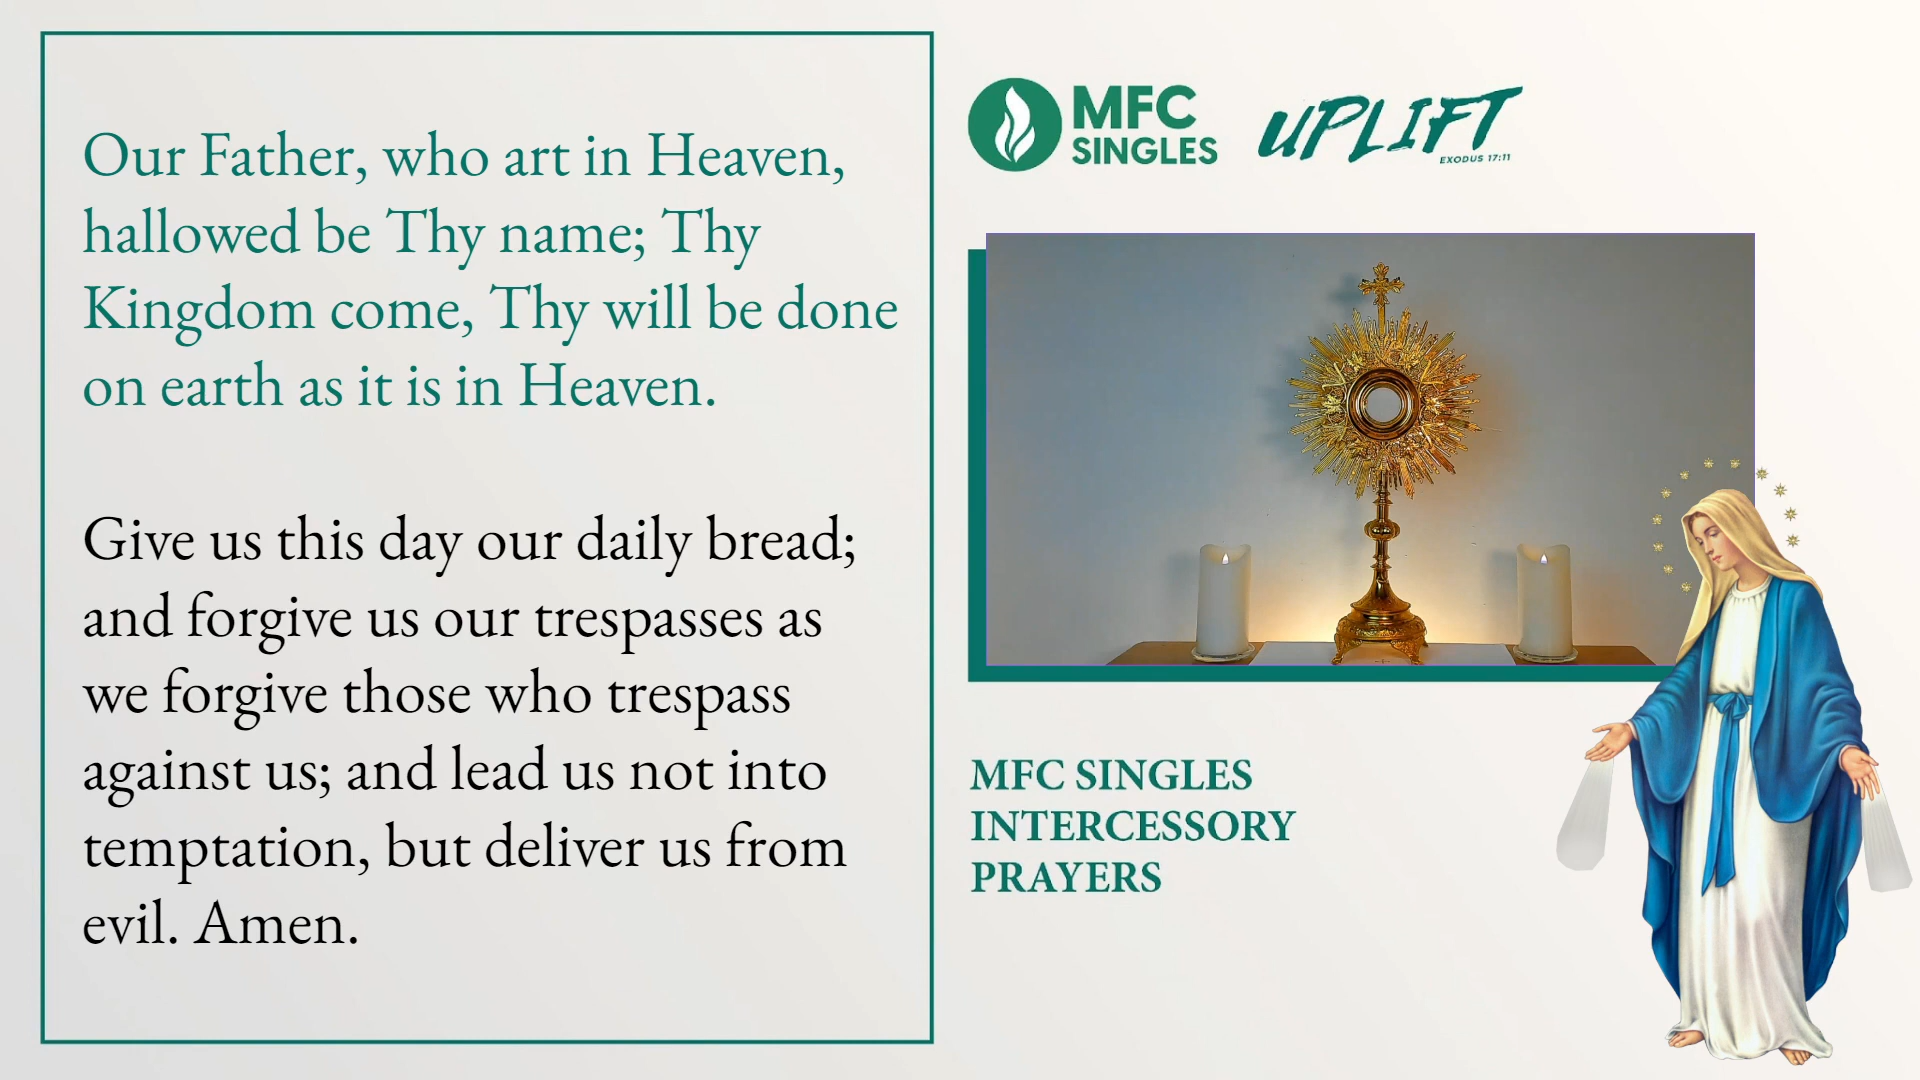 Our Father, who art in Heaven,
hallowed be Thy name; Thy
Kingdom come, Thy will be done
on earth as it is in Heaven.
Give us this day our daily bread;
and forgive us our trespasses as
we forgive those who trespass
against us; and lead us not into
temptation, but deliver us from
evil. Amen.
MFC
SINGLES
UPLIFT
EXODUS 17:11
MFC SINGLES
INTERCESSORY
PRAYERS